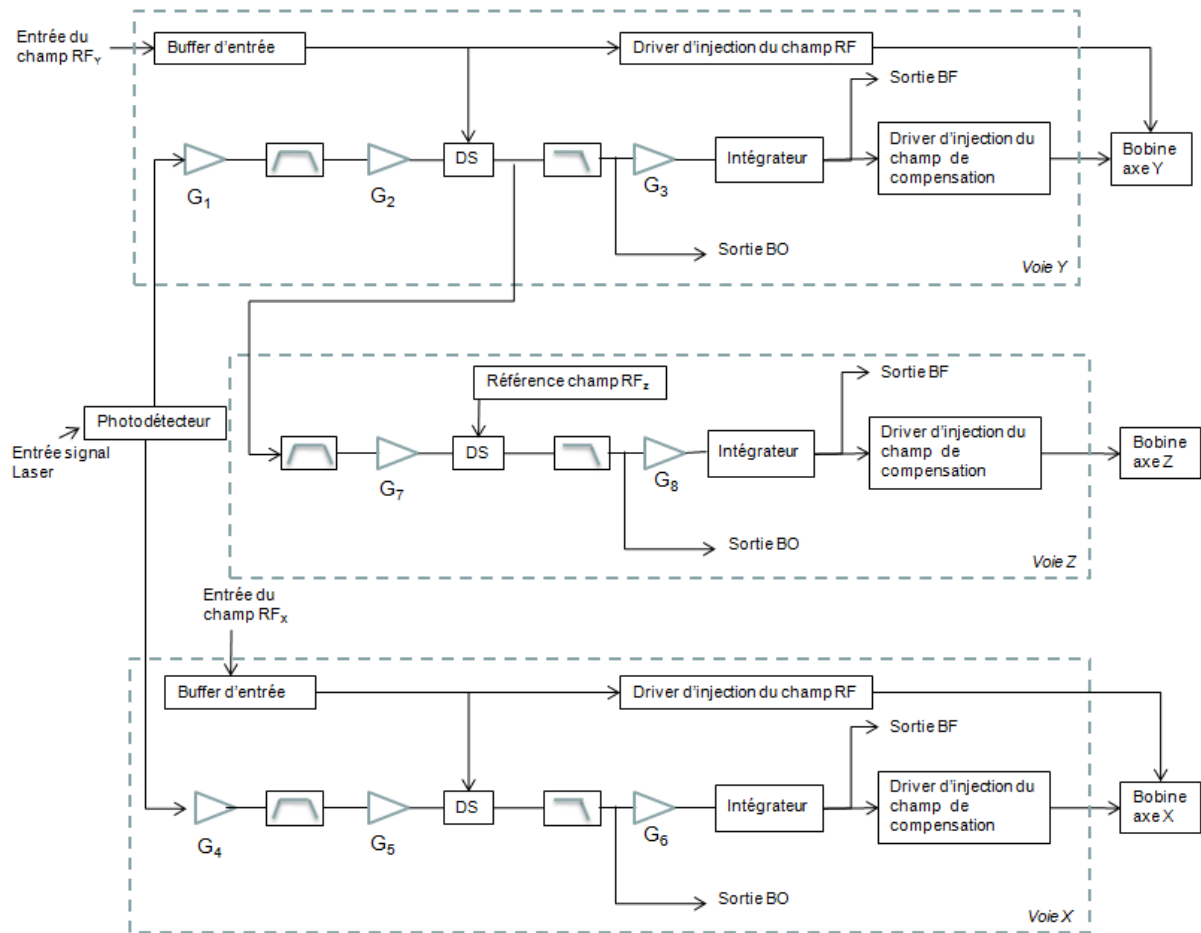 Entrée du
champ RFY
Buffer d'entrée
Driver d'injection du champ RF
Sortie BF
G1
G2
DS
G3
Intégrateur
Driver d'injection du
champ de
compensation
Bobine
axe Y
Sortie BO
Voie Y
Référence champ RFz
Sortie BF
Photodétecteur
Entrée signal
Laser
G7
DS
G8
Intégrateur
Driver d'injection du
champ de
compensation
Bobine
axe Z
Sortie BO
Voie Z
Entrée du
champ RFX
Buffer d'entrée
Driver d'injection du champ RF
Sortie BF
G4
G5
DS
G6
Intégrateur
Driver d'injection du
champ de
compensation
Bobine
axe X
Sortie BO
Voie X